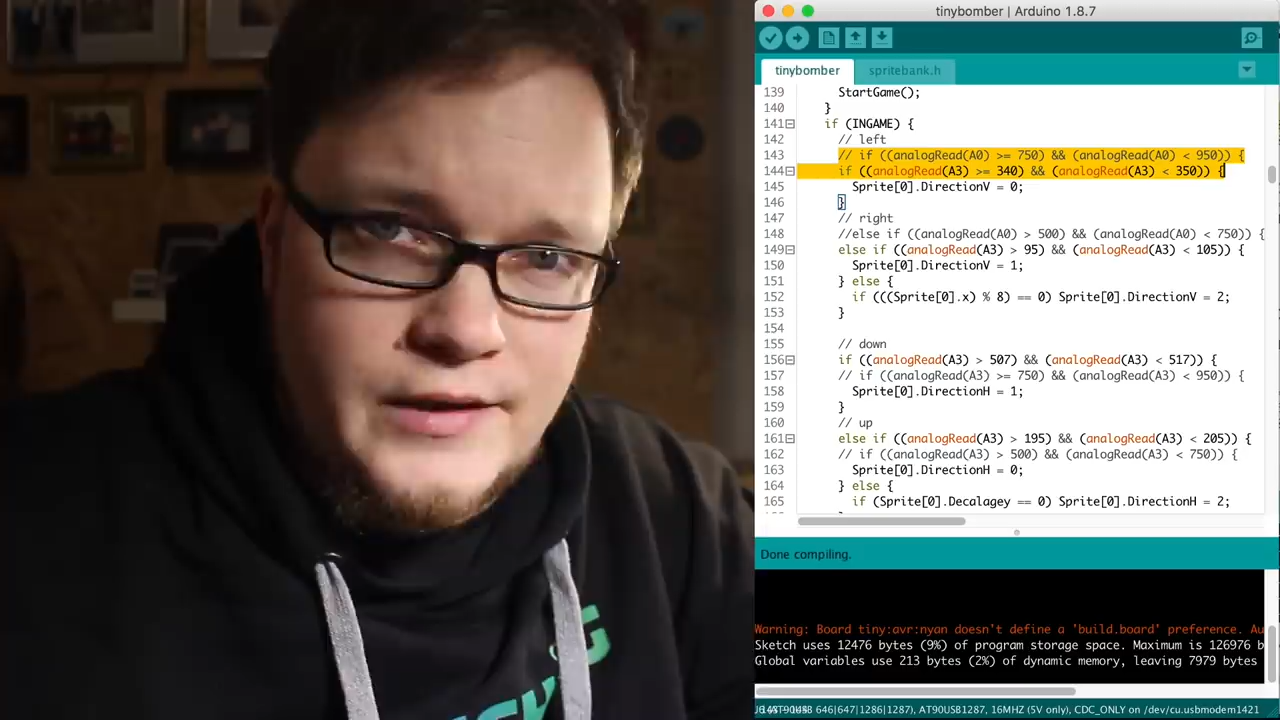 tinybomber | Arduino 1.8.7
tinybomber
spritebank.h
139 StartGame();
140 }
141 if (INGAME) {
142 // left
143 // if ((analogRead(A0) >= 750) && (analogRead(A0) < 950)) {
144 if ((analogRead(A3) >= 340) && (analogRead(A3) < 350)) {
145 Sprite[0].DirectionV = 0;
146 }
147 // right
148 //else if ((analogRead(A0) > 500) && (analogRead(A0) < 750)) {
149 else if ((analogRead(A3) > 95) && (analogRead(A3) < 105)) {
150 Sprite[0].DirectionV = 1;
151 } else {
152 if (((Sprite[0].x) % 8) == 0) Sprite[0].DirectionV = 2;
153 }
154
155 // down
156 if ((analogRead(A3) > 507) && (analogRead(A3) < 517)) {
157 // if ((analogRead(A3) >= 750) && (analogRead(A3) < 950)) {
158 Sprite[0].DirectionH = 1;
159 }
160 // up
161 else if ((analogRead(A3) > 195) && (analogRead(A3) < 205)) {
162 // if ((analogRead(A3) > 500) && (analogRead(A3) < 750)) {
163 Sprite[0].DirectionH = 0;
164 } else {
165 if (Sprite[0].Decalagey == 0) Sprite[0].DirectionH = 2;
Done compiling.
Warning: Board tiny:avr:nyan doesn't define a 'build.board' preference. Au
Sketch uses 12476 bytes (9%) of program storage space. Maximum is 126976 b
Global variables use 213 bytes (2%) of dynamic memory, leaving 7979 bytes
646|647|1286|1287), AT90USB1287, 16MHZ (5V only), CDC_ONLY on /dev/cu.usbmodem1421